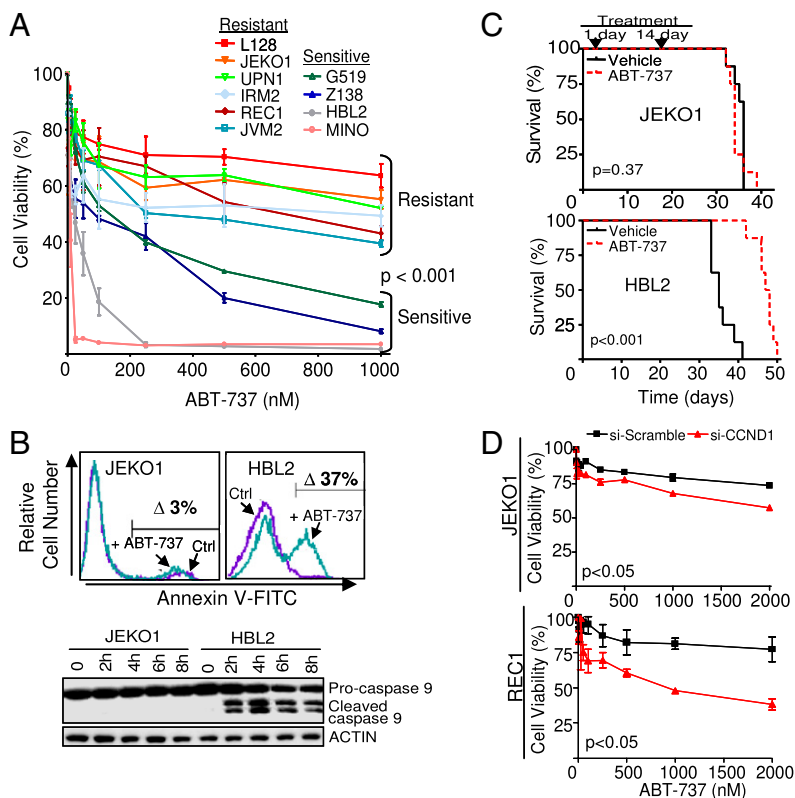 A
Resistant
L128
JEKO1
UPN1
IRM2
REC1
JVM2
Sensitive
G519
Z138
HBL2
MINO
Cell Viability (%)
100
80
60
40
20
0 200 400 600 800 1000
ABT-737 (nM)
Resistant
p < 0.001
Sensitive
B
Relative
Cell Number
JEKO1
Δ 3%
+ ABT-737
Ctrl
HBL2
Δ 37%
Ctrl
+ ABT-737
Annexin V-FITC
JEKO1 HBL2
0 2h 4h 6h 8h 0 2h 4h 6h 8h
Pro-caspase 9
Cleaved
caspase 9
ACTIN
C
Treatment
1 day 14 day
Survival (%)
100
75
50
25
Vehicle
ABT-737
JEKO1
p=0.37
0 10 20 30 40
Survival (%)
100
75
50
25
Vehicle
ABT-737
HBL2
p<0.001
0 10 20 30 40 50
Time (days)
D
si-Scramble si-CCND1
JEKO1
Cell Viability (%)
100
75
50
25
p<0.05
0 500 1000 1500 2000
REC1
Cell Viability (%)
100
75
50
25
p<0.05
0 500 1000 1500 2000
ABT-737 (nM)